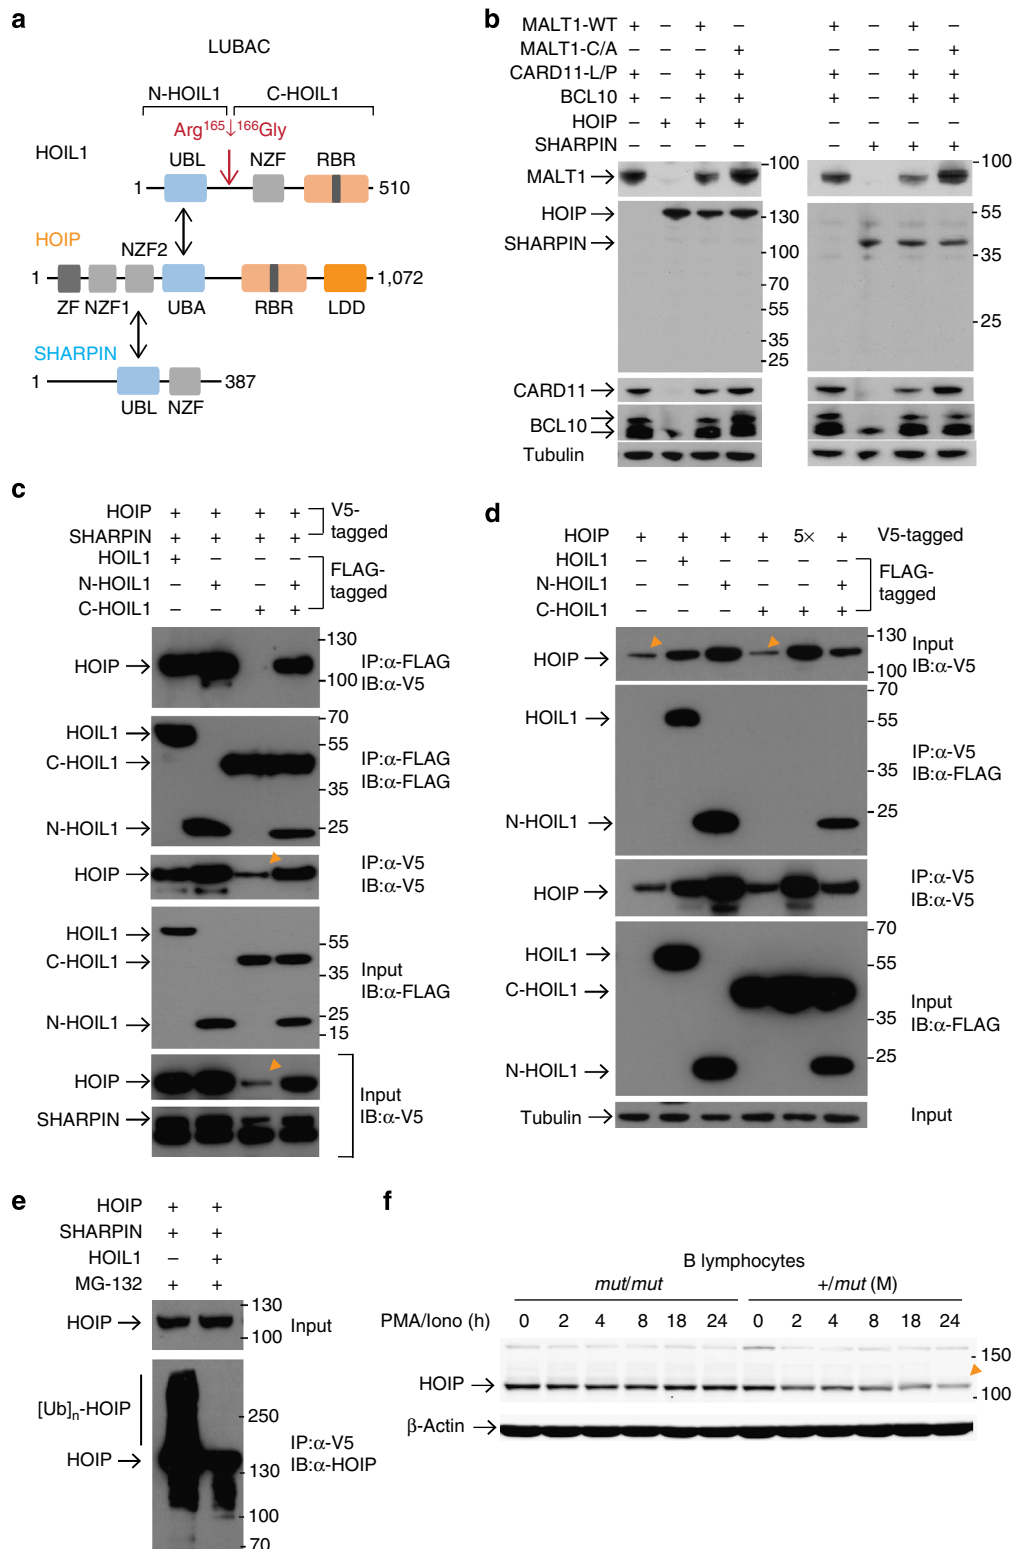 a
LUBAC
N-HOIL1 C-HOIL1
Arg165↓166Gly
HOIL1
UBL NZF RBR
1 510
HOIP
NZF2
1 1,072
ZF NZF1 UBA RBR LDD
SHARPIN
1 387
UBL NZF
b
MALT1-WT + − + − + − + −
MALT1-C/A − − − + − − − +
CARD11-L/P + − + + + − + +
BCL10 + − + + + − + +
HOIP − + + + − − − −
SHARPIN − − − − − + + +
MALT1 → -100 -100
HOIP → -130 -55
SHARPIN → -100 -35
-70
-55 -25
-35
-25
CARD11 →
BCL10
Tubulin
c
HOIP + + + + V5-tagged
SHARPIN + + + +
HOIL1 + − − − FLAG-tagged
N-HOIL1 − + − +
C-HOIL1 − − + +
-130
HOIP → IP:α-FLAG
-100 IB:α-V5
-70
HOIL1 → -55
C-HOIL1 → IP:α-FLAG
-35 IB:α-FLAG
N-HOIL1 → -25
HOIP → IP:α-V5
IB:α-V5
HOIL1 → -55
C-HOIL1 → -35 Input
IB:α-FLAG
N-HOIL1 → -25
-15
HOIP → Input
SHARPIN → IB:α-V5
d
HOIP + + + + 5× + V5-tagged
HOIL1 − + − − − − FLAG-tagged
N-HOIL1 − − + − − +
C-HOIL1 − − − + + +
HOIP → -130 Input
-100 IB:α-V5
-70
HOIL1 → -55
IP:α-V5
-35 IB:α-FLAG
N-HOIL1 → -25
HOIP → IP:α-V5
IB:α-V5
-70
HOIL1 → -55
C-HOIL1 → Input
-35 IB:α-FLAG
N-HOIL1 → -25
Tubulin → Input
e
HOIP + +
SHARPIN + +
HOIL1 − +
MG-132 + +
-130
HOIP → Input
-100
[Ub]n-HOIP -250
HOIP → IP:α-V5
-130 IB:α-HOIP
-100
-70
f
B lymphocytes
mut/mut +/mut (M)
PMA/Iono (h) 0 2 4 8 18 24 0 2 4 8 18 24
-150
HOIP → -100
β-Actin →